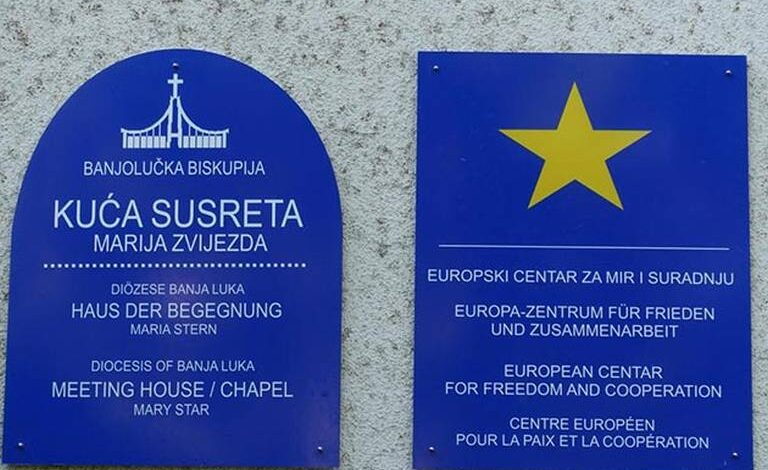 BANJOLUČKA BISKUPIJA
KUĆA SUSRETA
MARIJA ZVIJEZDA
DIÖZESE BANJA LUKA
HAUS DER BEGEGNUNG
MARIA STERN
DIOCESIS OF BANJA LUKA
MEETING HOUSE / CHAPEL
MARY STAR
EUROPSKI CENTAR ZA MIR I SURADNJU
EUROPA-ZENTRUM FÜR FRIEDEN
UND ZUSAMMENARBEIT
EUROPEAN CENTAR
FOR FREEDOM AND COOPERATION
CENTRE EUROPÉEN
POUR LA PAIX ET LA COOPÉRATION